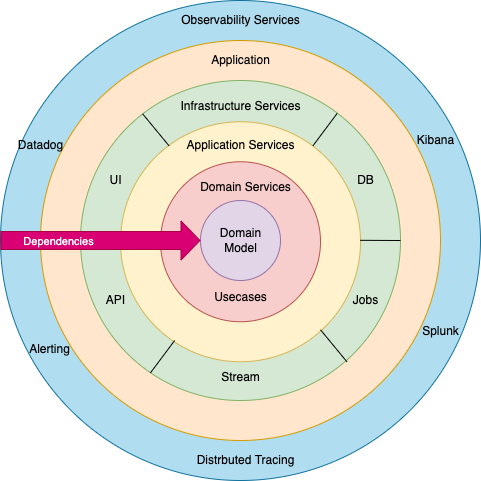 Observability Services
Application
Infrastructure Services
Datadog
Kibana
Application Services
UI
Domain Services
DB
Dependencies
Domain
Model
API
Usecases
Jobs
Alerting
Splunk
Stream
Distrbuted Tracing